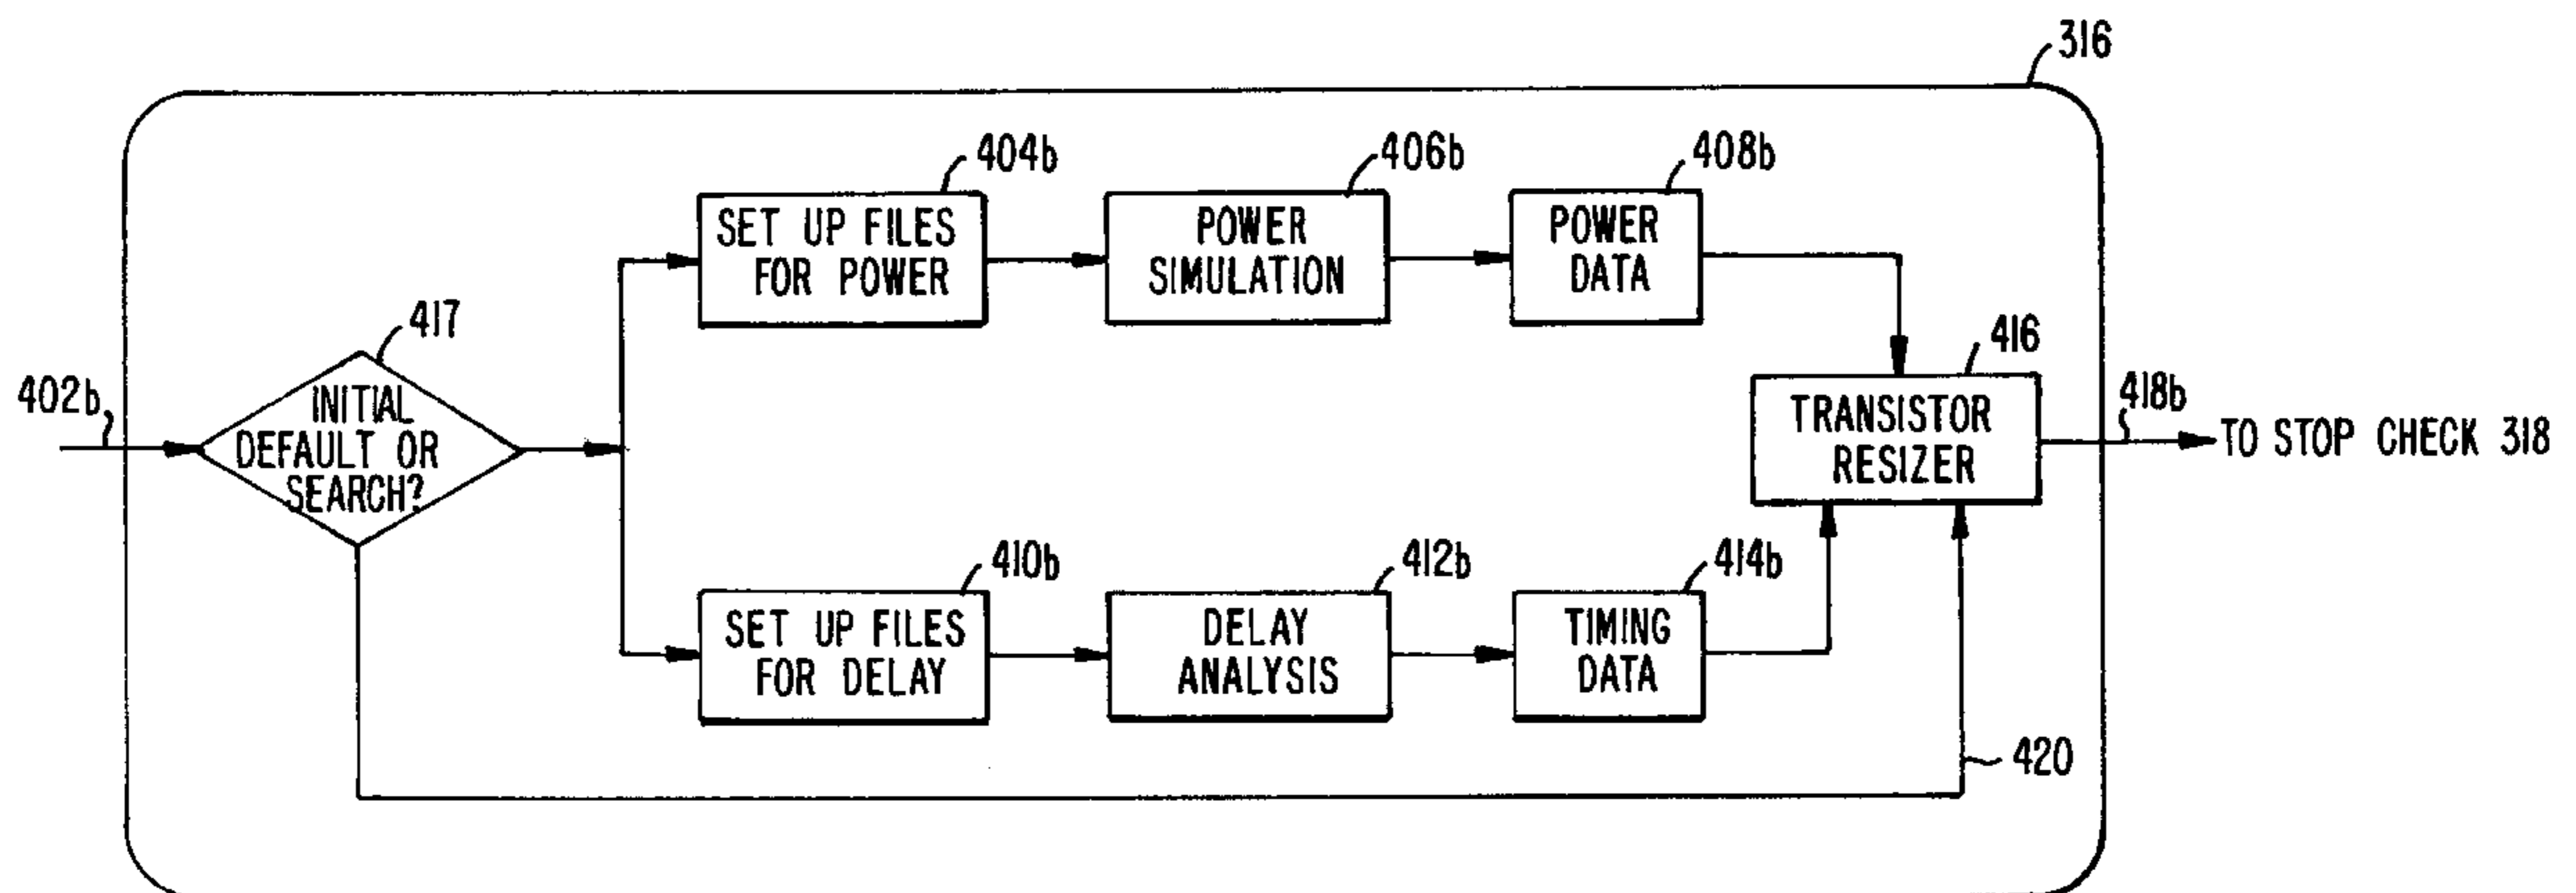 316
404b
406b
408b
SET UP FILES
FOR POWER
POWER
SIMULATION
POWER
DATA
417
416
402b
INITIAL
DEFAULT OR
SEARCH?
TRANSISTOR
RESIZER
418b
TO STOP CHECK 318
410b
412b
414b
SET UP FILES
FOR DELAY
DELAY
ANALYSIS
TIMING
DATA
420